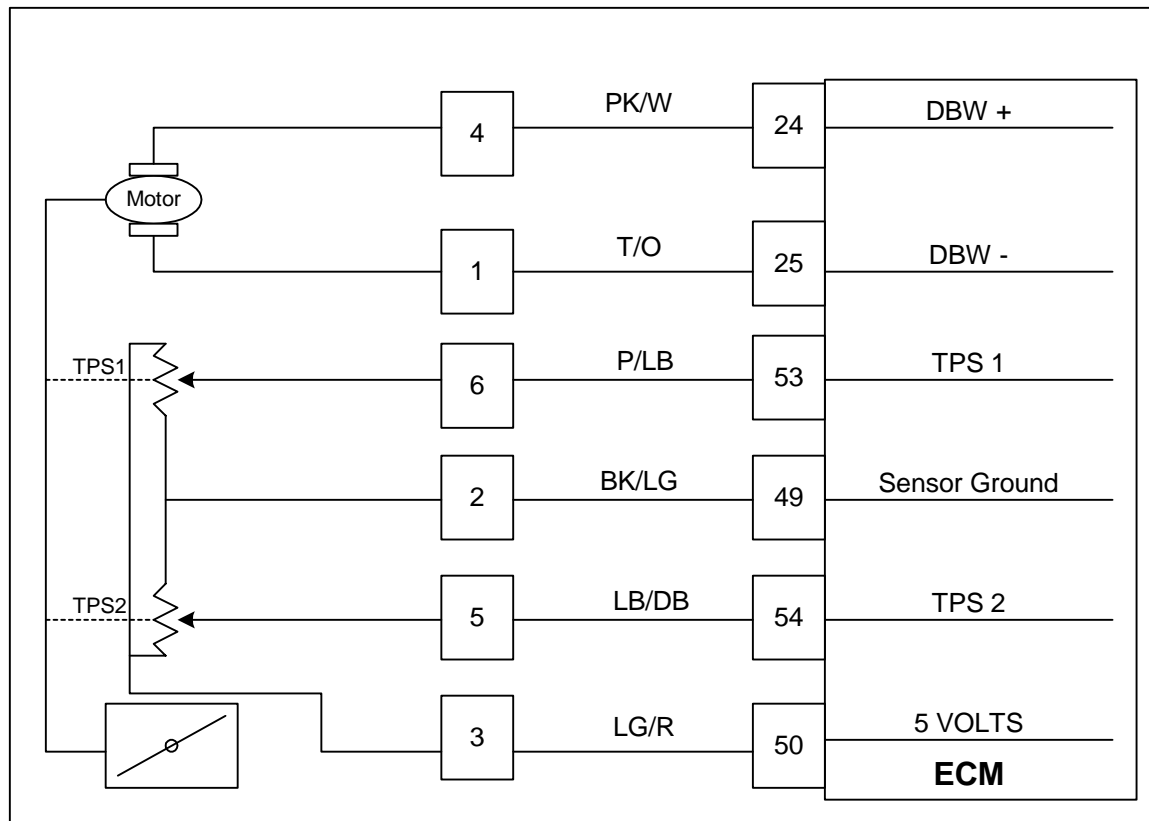 4 PK/W 24 DBW +
Motor
1 T/O 25 DBW -
TPS1 6 P/LB 53 TPS 1
2 BK/LG 49 Sensor Ground
TPS2 5 LB/DB 54 TPS 2
3 LG/R 50 5 VOLTS
ECM